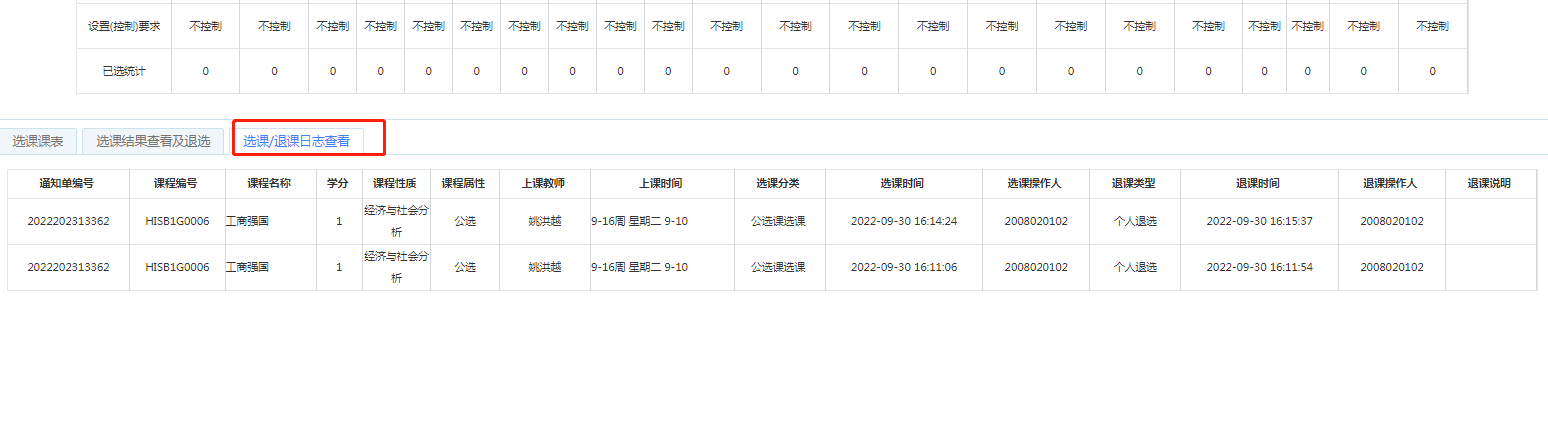 设置(控制)要求 不控制 不控制 不控制 不控制 不控制 不控制 不控制 不控制 不控制 不控制 不控制 不控制 不控制 不控制 不控制 不控制 不控制 不控制 不控制 不控制 不控制 不控制
已选统计 0 0 0 0 0 0 0 0 0 0 0 0 0 0 0 0 0 0 0 0 0 0
选课课表 选课结果查看及退选 选课/退课日志查看
通知单编号 课程编号 课程名称 学分 课程性质 课程属性 上课教师 上课时间 选课分类 选课时间 选课操作人 退课类型 退课时间 退课操作人 退课说明
2022202313362 HISB1G0006 工商强国 1 经济与社会分析 公选 姚洪越 9-16周 星期二 9-10 公选课选课 2022-09-30 16:14:24 2008020102 个人退选 2022-09-30 16:15:37 2008020102
2022202313362 HISB1G0006 工商强国 1 经济与社会分析 公选 姚洪越 9-16周 星期二 9-10 公选课选课 2022-09-30 16:11:06 2008020102 个人退选 2022-09-30 16:11:54 2008020102